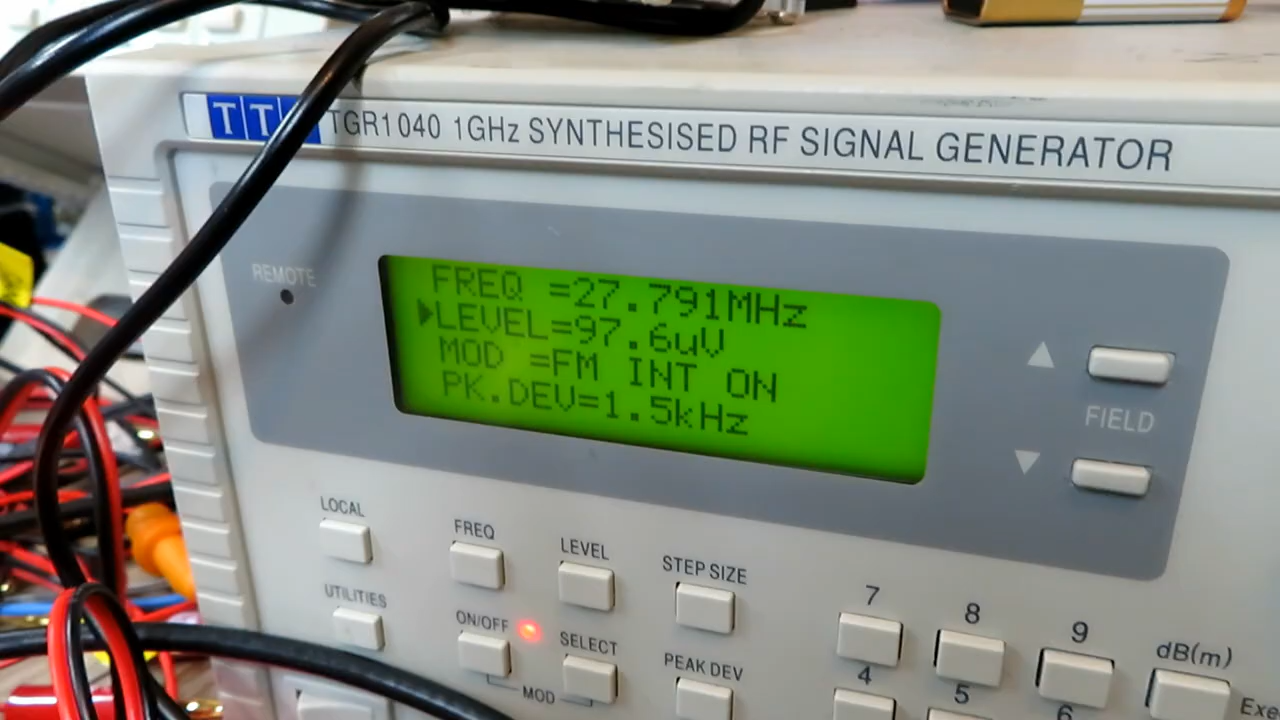 TT
TGR1040 1GHz SYNTHESISED RF SIGNAL GENERATOR
REMOTE
FREQ =27.791MHz
▶LEVEL=97.6uV
MOD =FM INT ON
PK.DEV=1.5kHz
FIELD
LOCAL
FREQ
LEVEL
STEP SIZE
7
8
9
dB(m)
UTILITIES
ON/OFF
SELECT
PEAK DEV
MOD
4
5
6